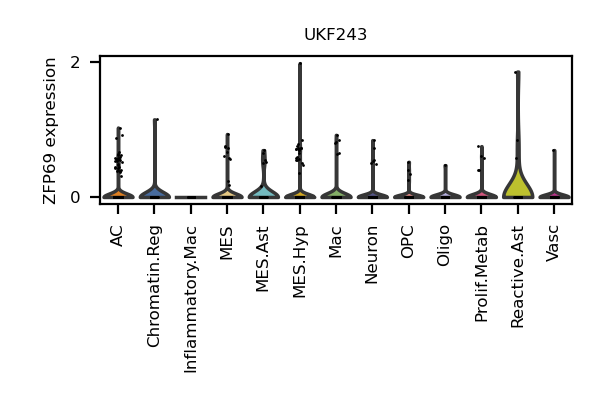 UKF243
ZFP69 expression
2
0
AC
Chromatin.Reg
Inflammatory.Mac
MES
MES.Ast
MES.Hyp
Mac
Neuron
OPC
Oligo
Prolif.Metab
Reactive.Ast
Vasc